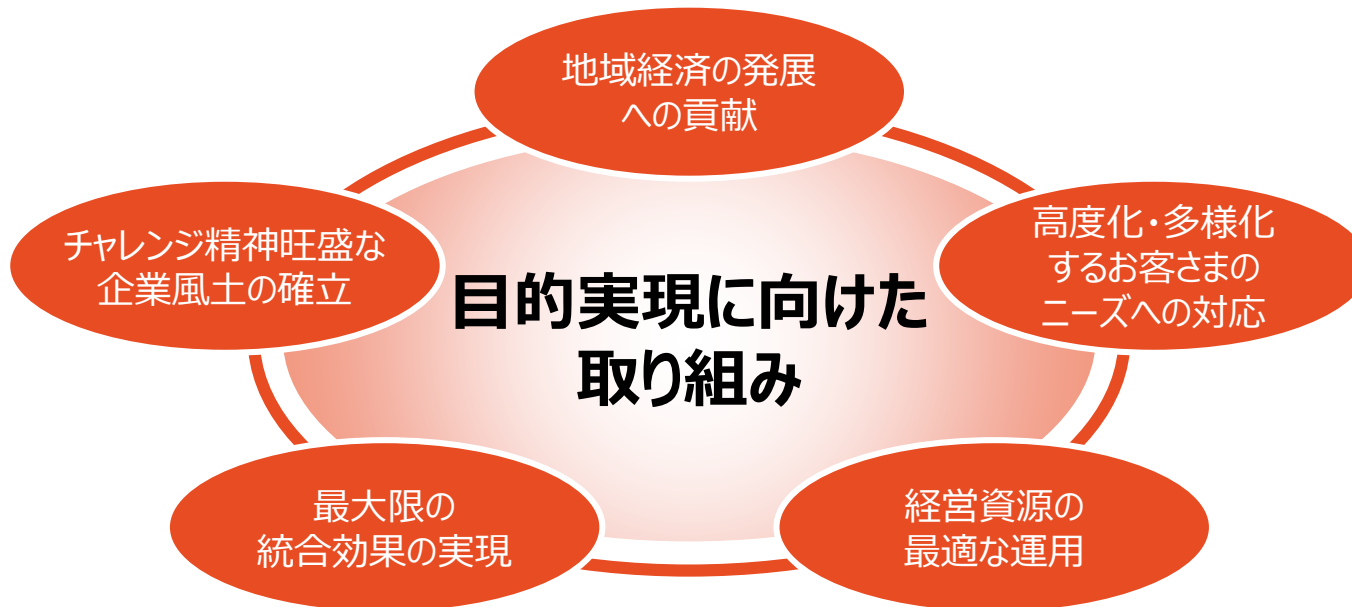 地域経済の発展
への貢献
高度化・多様化
するお客さまの
ニーズへの対応
チャレンジ精神旺盛な
企業風土の確立
目的実現に向けた
取り組み
最大限の
統合効果の実現
経営資源の
最適な運用